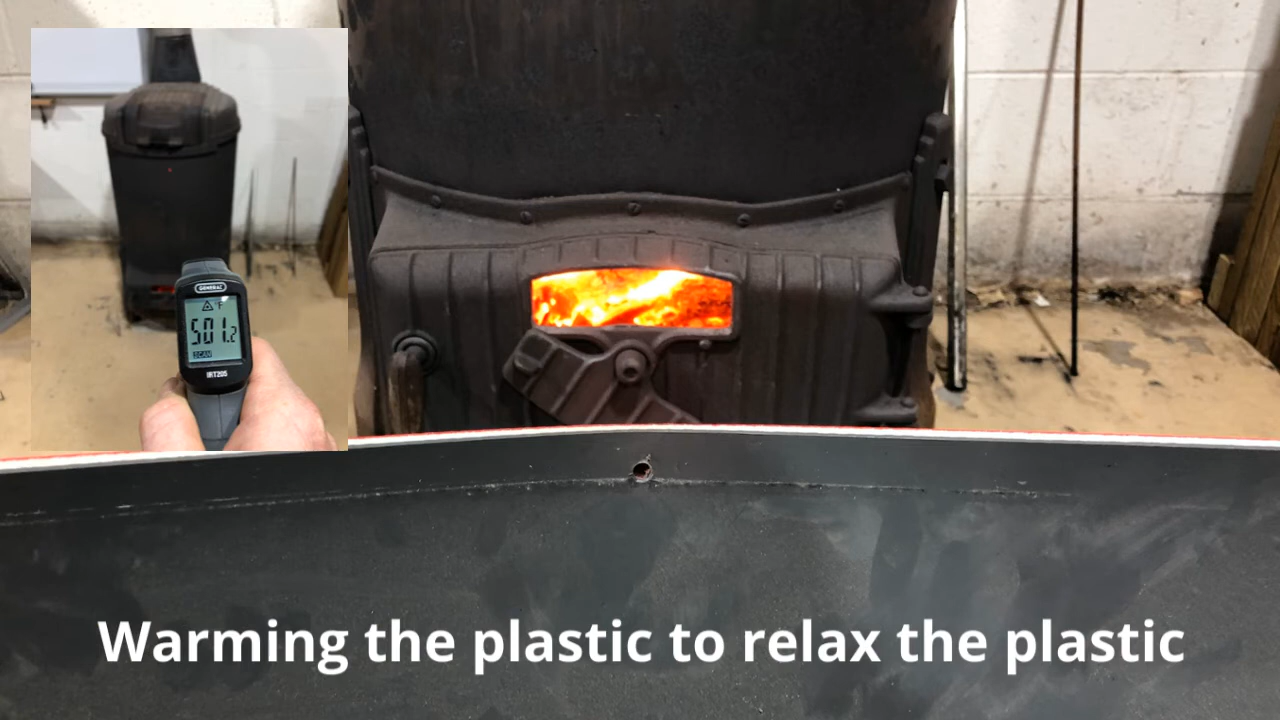 GENERAL
F
501.2
SCAN
IRT205
Warming the plastic to relax the plastic